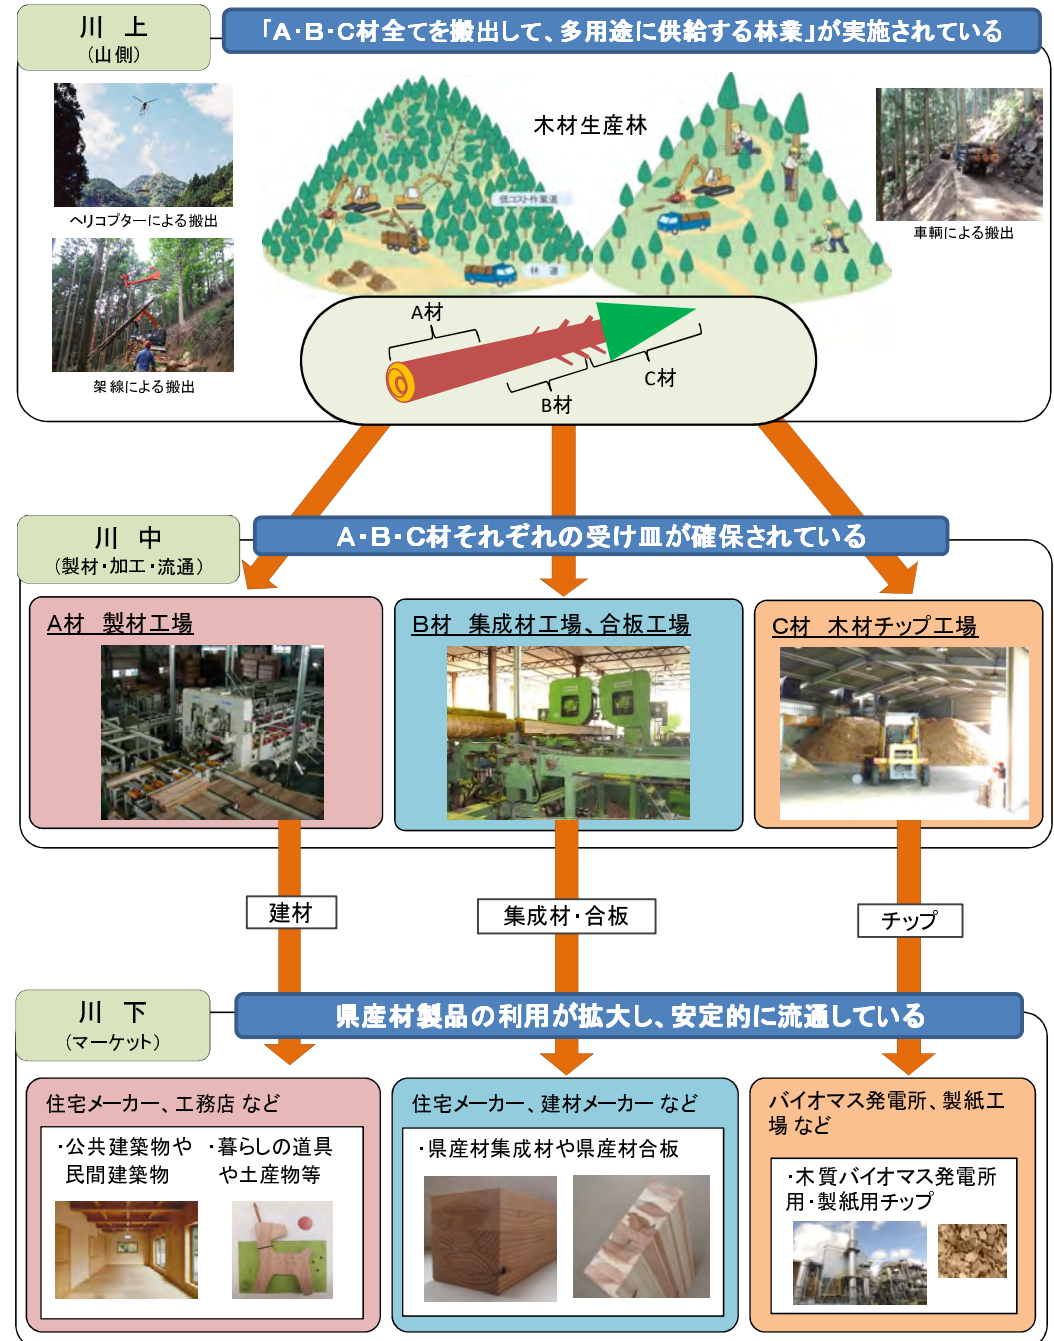 川 上
（山側）
「A・B・C材全てを搬出して、多用途に供給する林業」が実施されている
木材生産林
低コスト作業道
林 道
ヘリコプターによる搬出
車輌による搬出
架線による搬出
A材
B材
C材
川 中
（製材・加工・流通）
A・B・C材それぞれの受け皿が確保されている
A材 製材工場
B材 集成材工場、合板工場
C材 木材チップ工場
建材
集成材・合板
チップ
川 下
（マーケット）
県産材製品の利用が拡大し、安定的に流通している
住宅メーカー、工務店 など
・公共建築物や
民間建築物
・暮らしの道具
や土産物等
住宅メーカー、建材メーカー など
・県産材集成材や県産材合板
バイオマス発電所、製紙工
場 など
・木質バイオマス発電所
用・製紙用チップ